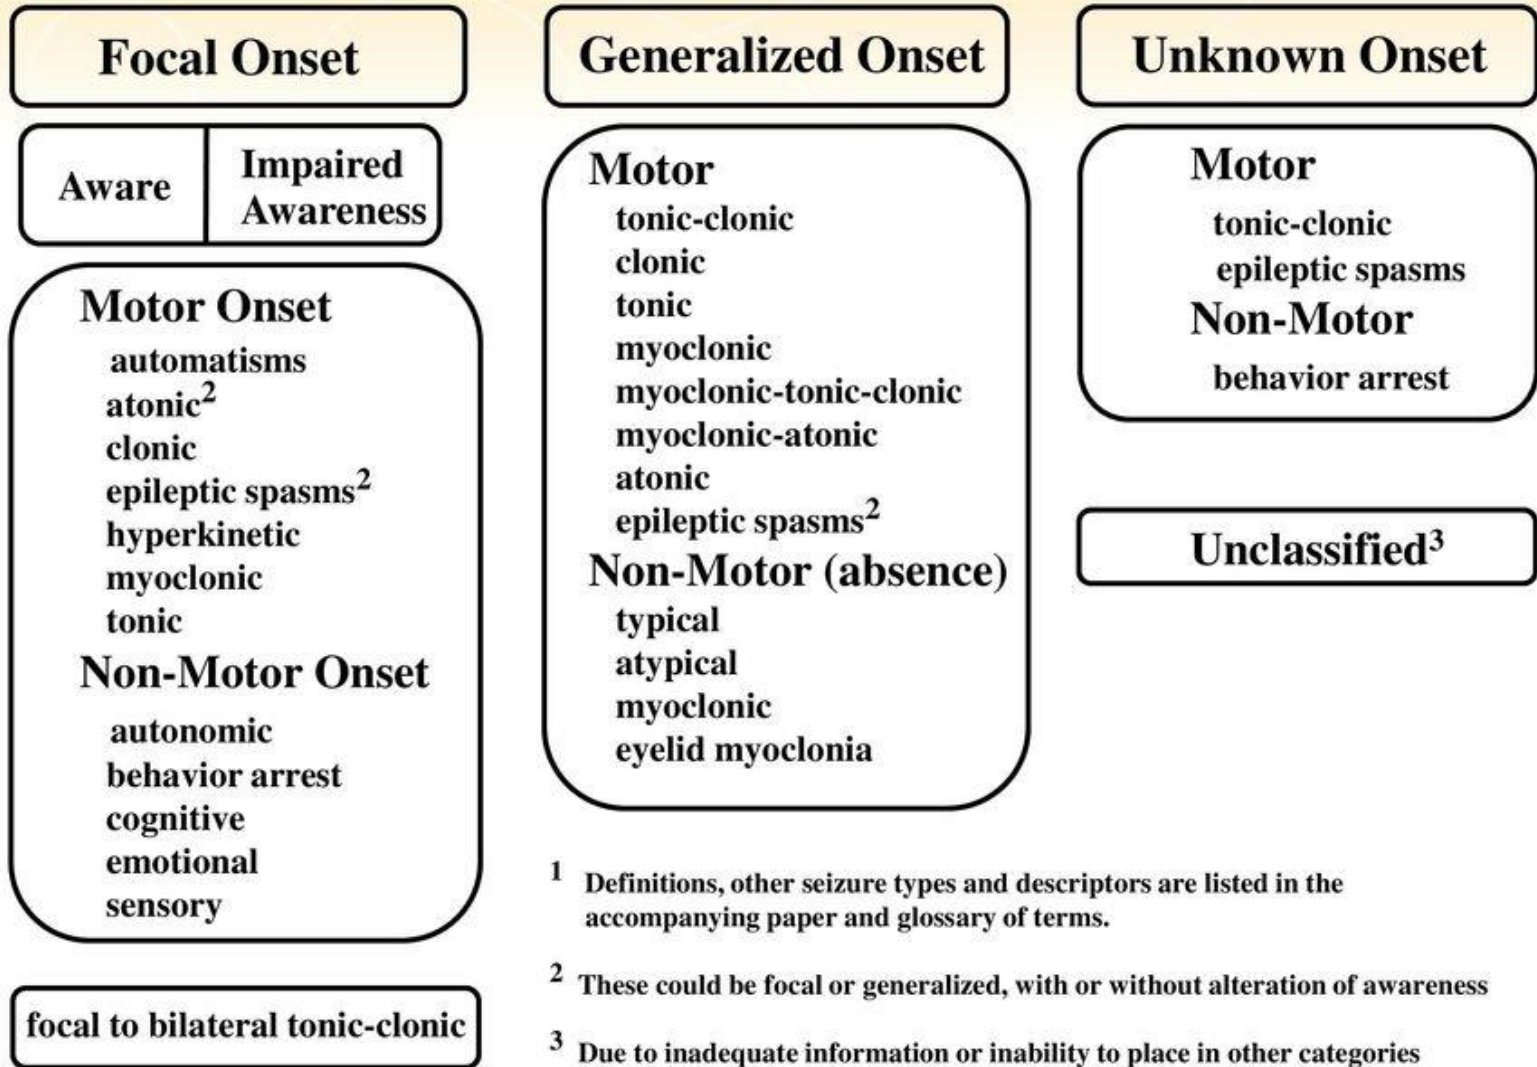 Focal Onset
Aware
Impaired
Awareness
Motor Onset
automatisms
atonic2
clonic
epileptic spasms2
hyperkinetic
myoclonic
tonic
Non-Motor Onset
autonomic
behavior arrest
cognitive
emotional
sensory
focal to bilateral tonic-clonic
Generalized Onset
Motor
tonic-clonic
clonic
tonic
myoclonic
myoclonic-tonic-clonic
myoclonic-atonic
atonic
epileptic spasms2
Non-Motor (absence)
typical
atypical
myoclonic
eyelid myoclonia
Unknown Onset
Motor
tonic-clonic
epileptic spasms
Non-Motor
behavior arrest
Unclassified3
1 Definitions, other seizure types and descriptors are listed in the
accompanying paper and glossary of terms.
2 These could be focal or generalized, with or without alteration of awareness
3 Due to inadequate information or inability to place in other categories